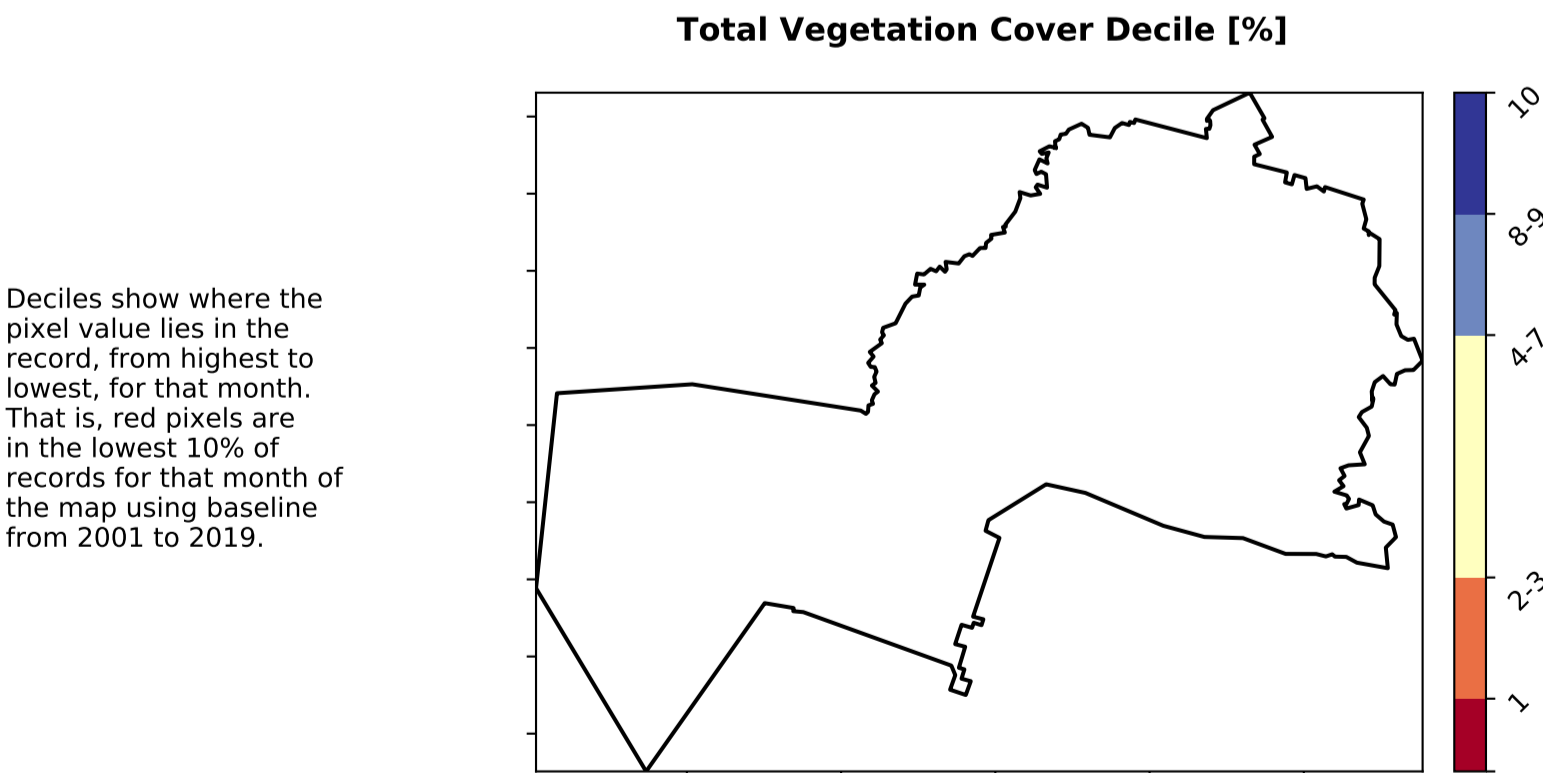 Total Vegetation Cover Decile [%]
Deciles show where the
pixel value lies in the
record, from highest to
lowest, for that month.
That is, red pixels are
in the lowest 10% of
records for that month of
the map using baseline
from 2001 to 2019.
10
8-9
4-7
2-3
1